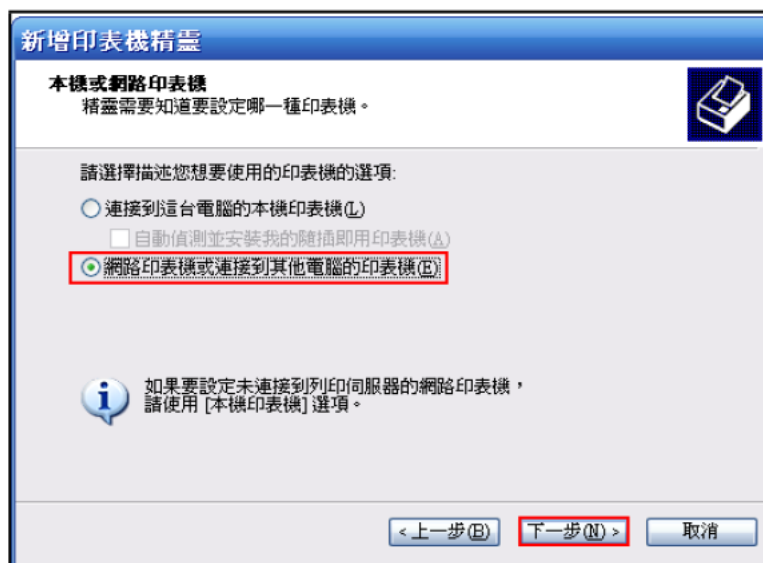 新增印表機精靈
本機或網路印表機
精靈需要知道要設定哪一種印表機。
請選擇描述您想要使用的印表機的選項:
連接到這台電腦的本機印表機(L)
自動偵測並安裝我的隨插即用印表機(A)
網路印表機或連接到其他電腦的印表機(E)
如果要設定未連接到列印伺服器的網路印表機，
請使用 [本機印表機] 選項。
< 上一步(B) 下一步(N) > 取消